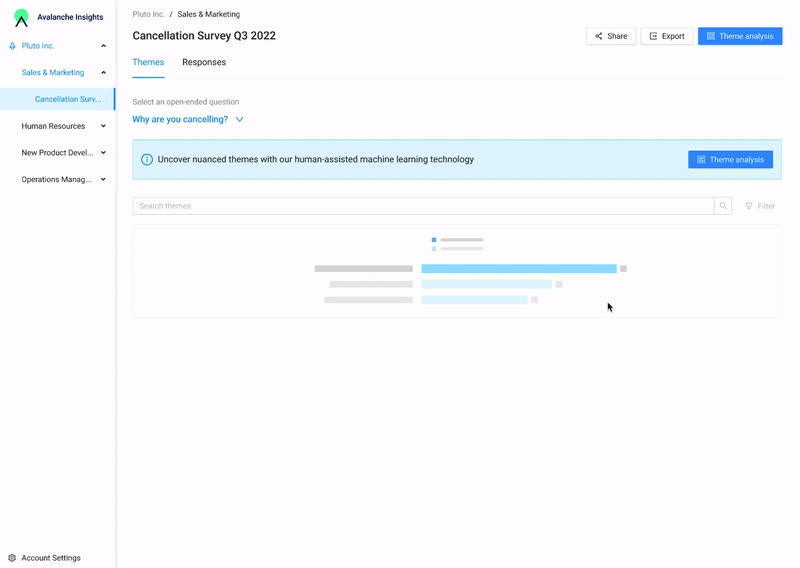 Avalanche Insights
Pluto Inc.
Sales & Marketing
Cancellation Surv...
Human Resources
New Product Devel...
Operations Manag...
Account Settings
Pluto Inc. / Sales & Marketing
Cancellation Survey Q3 2022
Share
Export
Theme analysis
Themes
Responses
Select an open-ended question
Why are you cancelling?
Uncover nuanced themes with our human-assisted machine learning technology
Theme analysis
Search themes
Filter